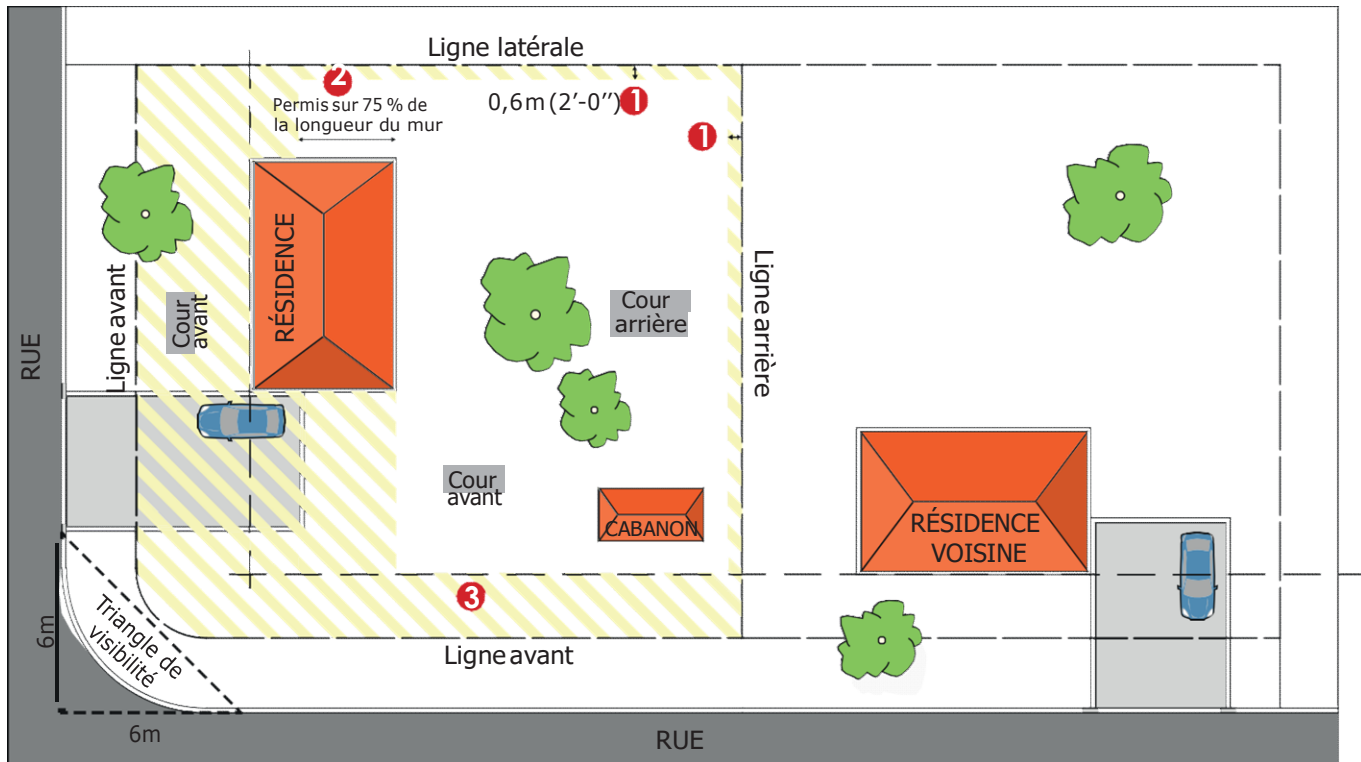 Ligne latérale
2
Permis sur 75 % de
la longueur du mur
0,6m (2'-0'') 1
1
RÉSIDENCE
Ligne avant
Cour
avant
RUE
Cour
arrière
Ligne arrière
Cour
avant
CABANON
RÉSIDENCE
VOISINE
3
Triangle de
visibilité
6m
Ligne avant
6m
RUE